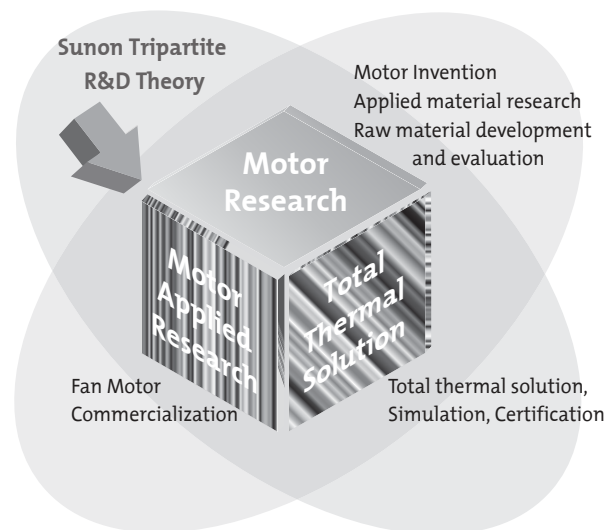 Sunon Tripartite
R&D Theory
Motor Invention
Applied material research
Raw material development
and evaluation
Motor
Research
Motor
Applied
Research
Total
Thermal
Solution
Fan Motor
Commercialization
Total thermal solution,
Simulation, Certification